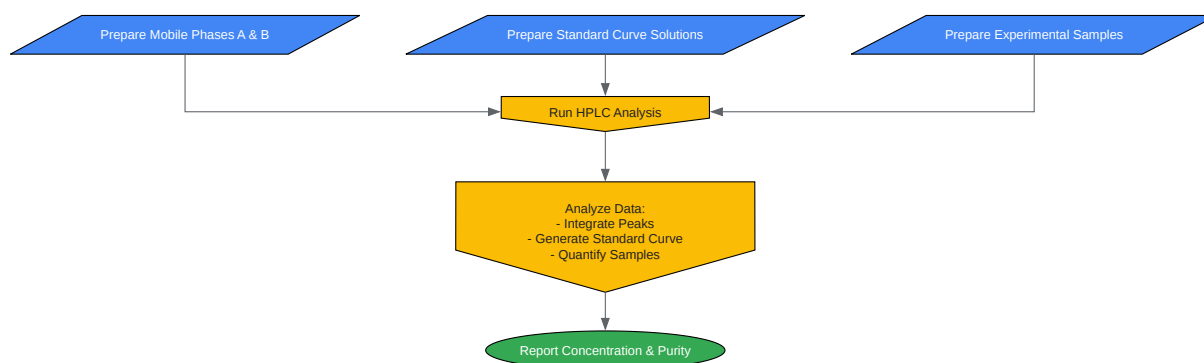 Prepare Mobile Phases A & B
Prepare Standard Curve Solutions
Prepare Experimental Samples
Run HPLC Analysis
Analyze Data:
- Integrate Peaks
- Generate Standard Curve
- Quantify Samples
Report Concentration & Purity